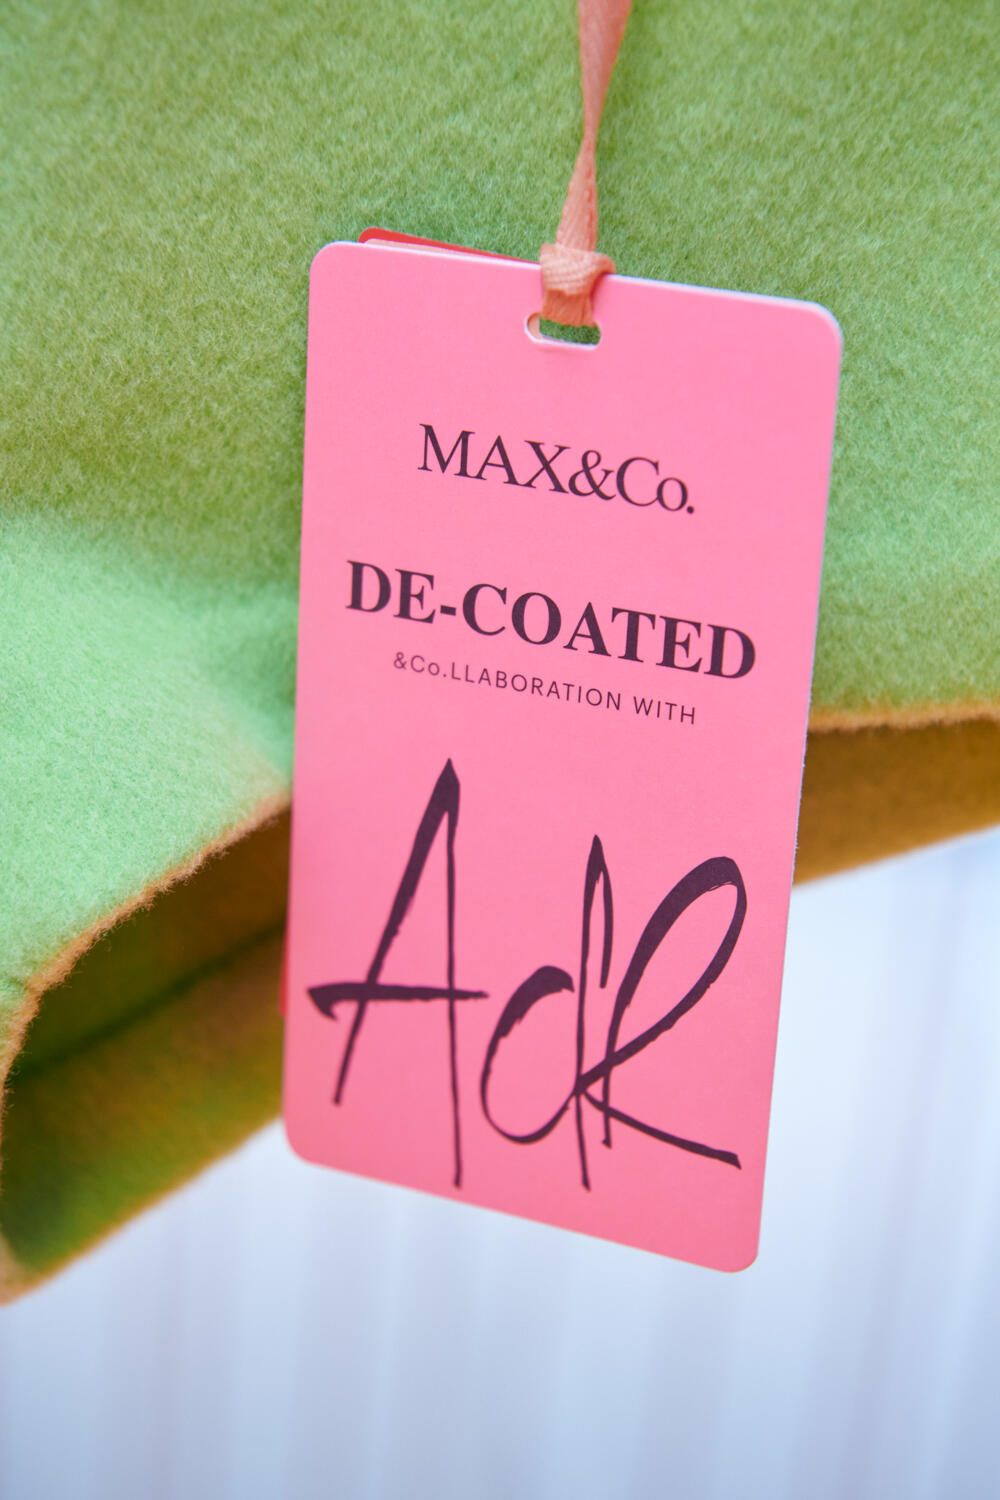 MAX&Co.
DE-COATED
&Co.LLABORATION WITH
AdR